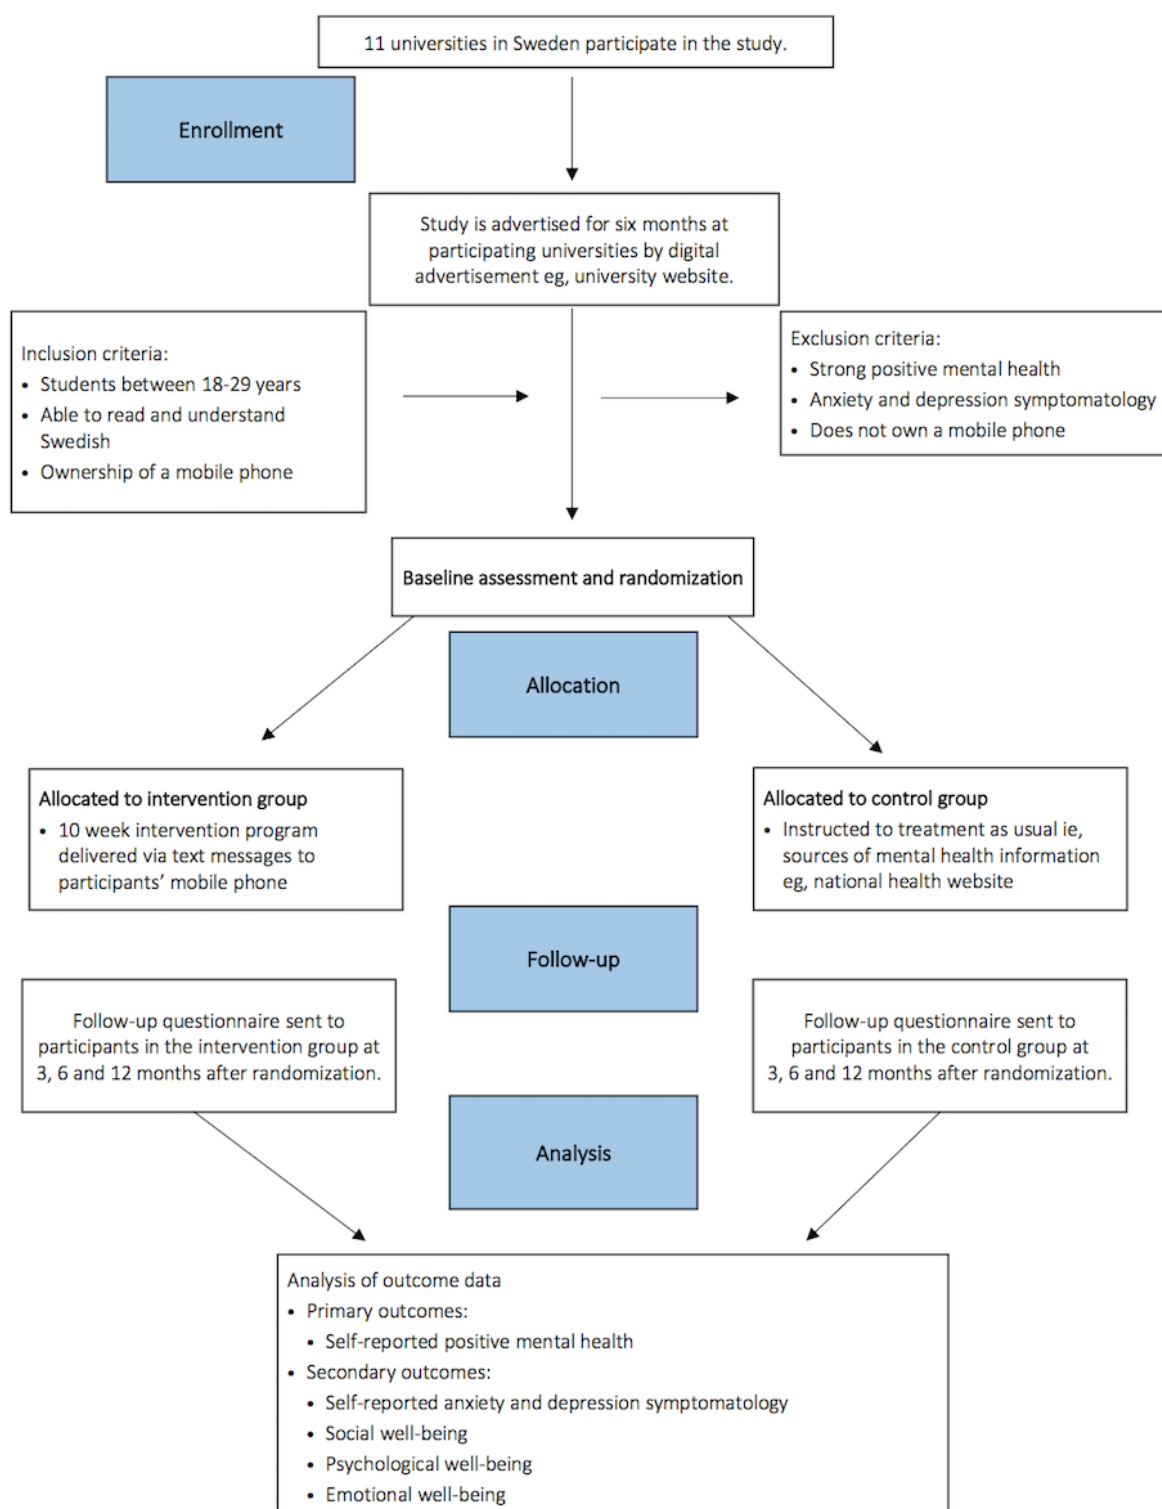 11 universities in Sweden participate in the study.
Enrollment
Study is advertised for six months at
participating universities by digital
advertisement eg, university website.
Inclusion criteria:
• Students between 18-29 years
• Able to read and understand
Swedish
• Ownership of a mobile phone
Exclusion criteria:
• Strong positive mental health
• Anxiety and depression symptomatology
• Does not own a mobile phone
Baseline assessment and randomization
Allocation
Allocated to intervention group
• 10 week intervention program
delivered via text messages to
participants’ mobile phone
Allocated to control group
• Instructed to treatment as usual ie,
sources of mental health information
eg, national health website
Follow-up
Follow-up questionnaire sent to
participants in the intervention group at
3, 6 and 12 months after randomization.
Follow-up questionnaire sent to
participants in the control group at
3, 6 and 12 months after randomization.
Analysis
Analysis of outcome data
• Primary outcomes:
• Self-reported positive mental health
• Secondary outcomes:
• Self-reported anxiety and depression symptomatology
• Social well-being
• Psychological well-being
• Emotional well-being